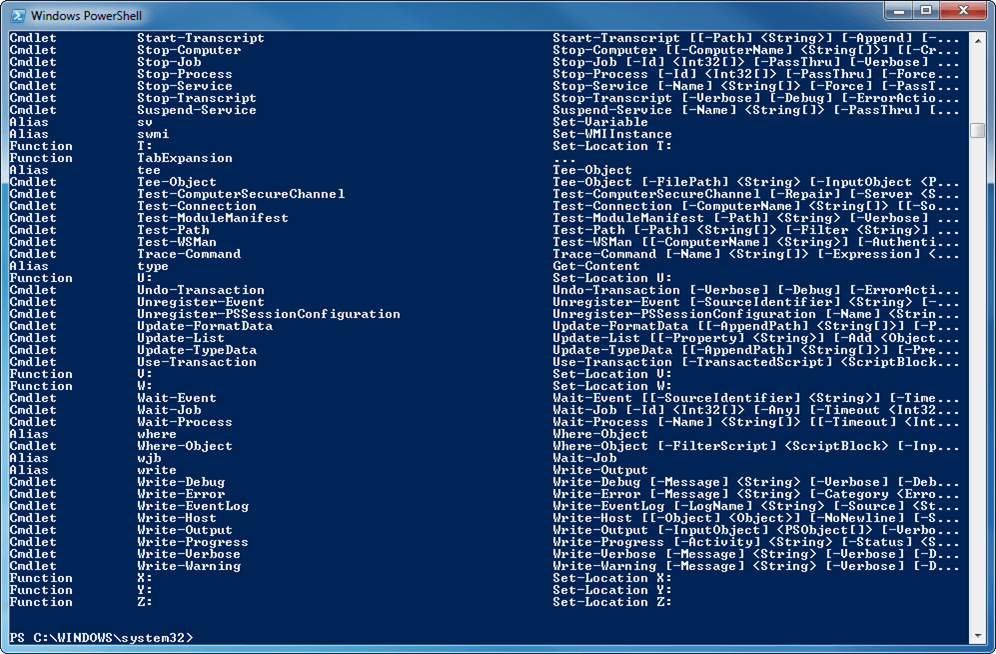 Windows PowerShell
Cmdlet Start-Transcript Start-Transcript [[-Path] <String>] [-Append] [-...
Cmdlet Stop-Computer Stop-Computer [[-ComputerName] <String[]>] [[-Cr...
Cmdlet Stop-Job Stop-Job [-Id] <Int32[]> [-PassThru] [-Verbose] ...
Cmdlet Stop-Process Stop-Process [-Id] <Int32[]> [-PassThru] [-Force...
Cmdlet Stop-Service Stop-Service [-Name] <String[]> [-Force] [-PassT...
Cmdlet Stop-Transcript Stop-Transcript [-Verbose] [-Debug] [-ErrorActio...
Cmdlet Suspend-Service Suspend-Service [-Name] <String[]> [-PassThru] [...
Alias sv Set-Variable
Alias swmi Set-WMIInstance
Function T: Set-Location T:
Function TabExpansion ...
Alias tee Tee-Object
Cmdlet Tee-Object Tee-Object [-FilePath] <String> [-InputObject <P...
Cmdlet Test-ComputerSecureChannel Test-ComputerSecureChannel [-Repair] [-Server <S...
Cmdlet Test-Connection Test-Connection [-ComputerName] <String[]> [[-So...
Cmdlet Test-ModuleManifest Test-ModuleManifest [-Path] <String> [-Verbose] ...
Cmdlet Test-Path Test-Path [-Path] <String[]> [-Filter <String>] ...
Cmdlet Test-WSMan Test-WSMan [[-ComputerName] <String>] [-Authenti...
Cmdlet Trace-Command Trace-Command [-Name] <String[]> [-Expression] <...
Alias type Get-Content
Function U: Set-Location U:
Cmdlet Undo-Transaction Undo-Transaction [-Verbose] [-Debug] [-ErrorActi...
Cmdlet Unregister-Event Unregister-Event [-SourceIdentifier] <String> [-...
Cmdlet Unregister-PSSessionConfiguration Unregister-PSSessionConfiguration [-Name] <Strin...
Cmdlet Update-FormatData Update-FormatData [[-AppendPath] <String[]>] [-P...
Cmdlet Update-List Update-List [[-Property] <String>] [-Add <Object...
Cmdlet Update-TypeData Update-TypeData [[-AppendPath] <String[]>] [-Pre...
Cmdlet Use-Transaction Use-Transaction [-TransactedScript] <ScriptBlock...
Function V: Set-Location V:
Function W: Set-Location W:
Cmdlet Wait-Event Wait-Event [[-SourceIdentifier] <String>] [-Time...
Cmdlet Wait-Job Wait-Job [-Id] <Int32[]> [-Any] [-Timeout <Int32...
Cmdlet Wait-Process Wait-Process [-Name] <String[]> [[-Timeout] <Int...
Alias where Where-Object
Cmdlet Where-Object Where-Object [-FilterScript] <ScriptBlock> [-Inp...
Alias wjb Wait-Job
Alias write Write-Output
Cmdlet Write-Debug Write-Debug [-Message] <String> [-Verbose] [-Deb...
Cmdlet Write-Error Write-Error [-Message] <String> [-Category <Erro...
Cmdlet Write-EventLog Write-EventLog [-LogName] <String> [-Source] <St...
Cmdlet Write-Host Write-Host [[-Object] <Object>] [-NoNewline] [-S...
Cmdlet Write-Output Write-Output [-InputObject] <PSObject[]> [-Verbo...
Cmdlet Write-Progress Write-Progress [-Activity] <String> [-Status] <S...
Cmdlet Write-Verbose Write-Verbose [-Message] <String> [-Verbose] [-D...
Cmdlet Write-Warning Write-Warning [-Message] <String> [-Verbose] [-D...
Function X: Set-Location X:
Function Y: Set-Location Y:
Function Z: Set-Location Z:
PS C:\WINDOWS\system32>